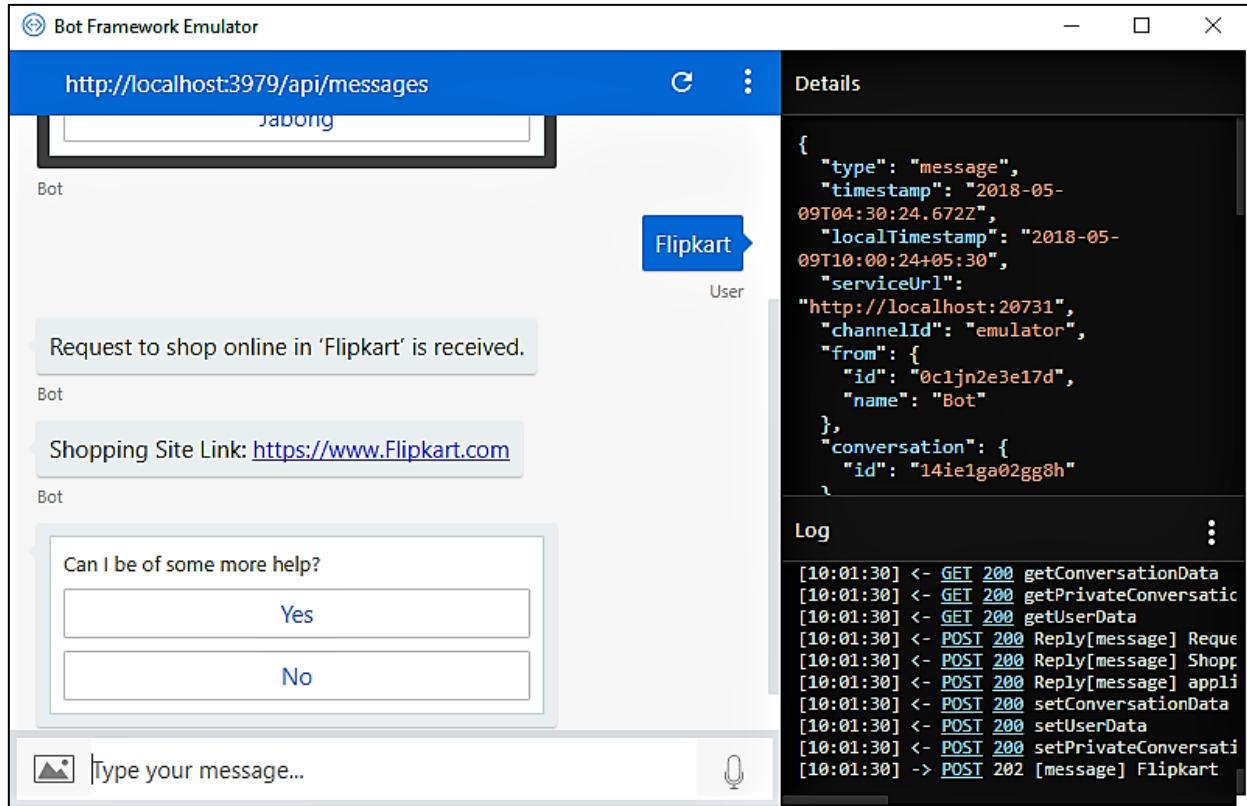 Bot Framework Emulator
http://localhost:3979/api/messages
Jabong
Bot
Flipkart
User
Request to shop online in ‘Flipkart’ is received.
Bot
Shopping Site Link: https://www.Flipkart.com
Bot
Can I be of some more help?
Yes
No
Type your message...
Details
{
"type": "message",
"timestamp": "2018-05-
09T04:30:24.672Z",
"localTimestamp": "2018-05-
09T10:00:24+05:30",
"serviceUrl":
"http://localhost:20731",
"channelId": "emulator",
"from": {
"id": "0c1jn2e3e17d",
"name": "Bot"
},
"conversation": {
"id": "14ie1ga02gg8h"
}
Log
[10:01:30] <- GET 200 getConversationData
[10:01:30] <- GET 200 getPrivateConversatic
[10:01:30] <- GET 200 getUserData
[10:01:30] <- POST 200 Reply[message] Reque
[10:01:30] <- POST 200 Reply[message] Shopp
[10:01:30] <- POST 200 Reply[message] appli
[10:01:30] <- POST 200 setConversationData
[10:01:30] <- POST 200 setUserData
[10:01:30] <- POST 200 setPrivateConversati
[10:01:30] -> POST 202 [message] Flipkart